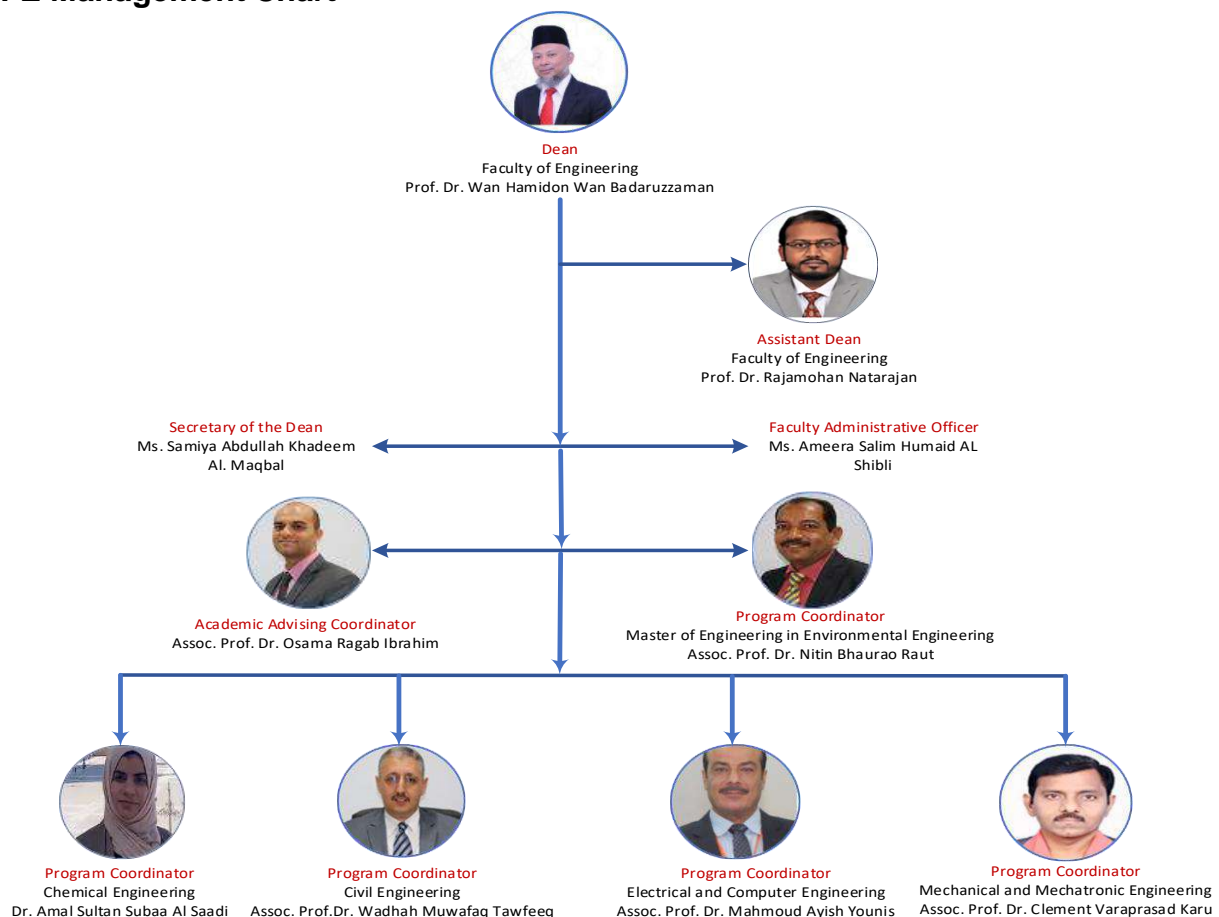 Management Chart
Dean
Faculty of Engineering
Prof. Dr. Wan Hamidon Wan Badaruzzaman
Assistant Dean
Faculty of Engineering
Prof. Dr. Rajamohan Natarajan
Secretary of the Dean
Ms. Samiya Abdullah Khadeem
Al. Maqbal
Faculty Administrative Officer
Ms. Ameera Salim Humaid AL
Shibli
Academic Advising Coordinator
Assoc. Prof. Dr. Osama Ragab Ibrahim
Program Coordinator
Master of Engineering in Environmental Engineering
Assoc. Prof. Dr. Nitin Bhaurao Raut
Program Coordinator
Chemical Engineering
Dr. Amal Sultan Subaa Al Saadi
Program Coordinator
Civil Engineering
Assoc. Prof.Dr. Wadhah Muwafaq Tawfeeq
Program Coordinator
Electrical and Computer Engineering
Assoc. Prof. Dr. Mahmoud Ayish Younis
Program Coordinator
Mechanical and Mechatronic Engineering
Assoc. Prof. Dr. Clement Varaprasad Karu